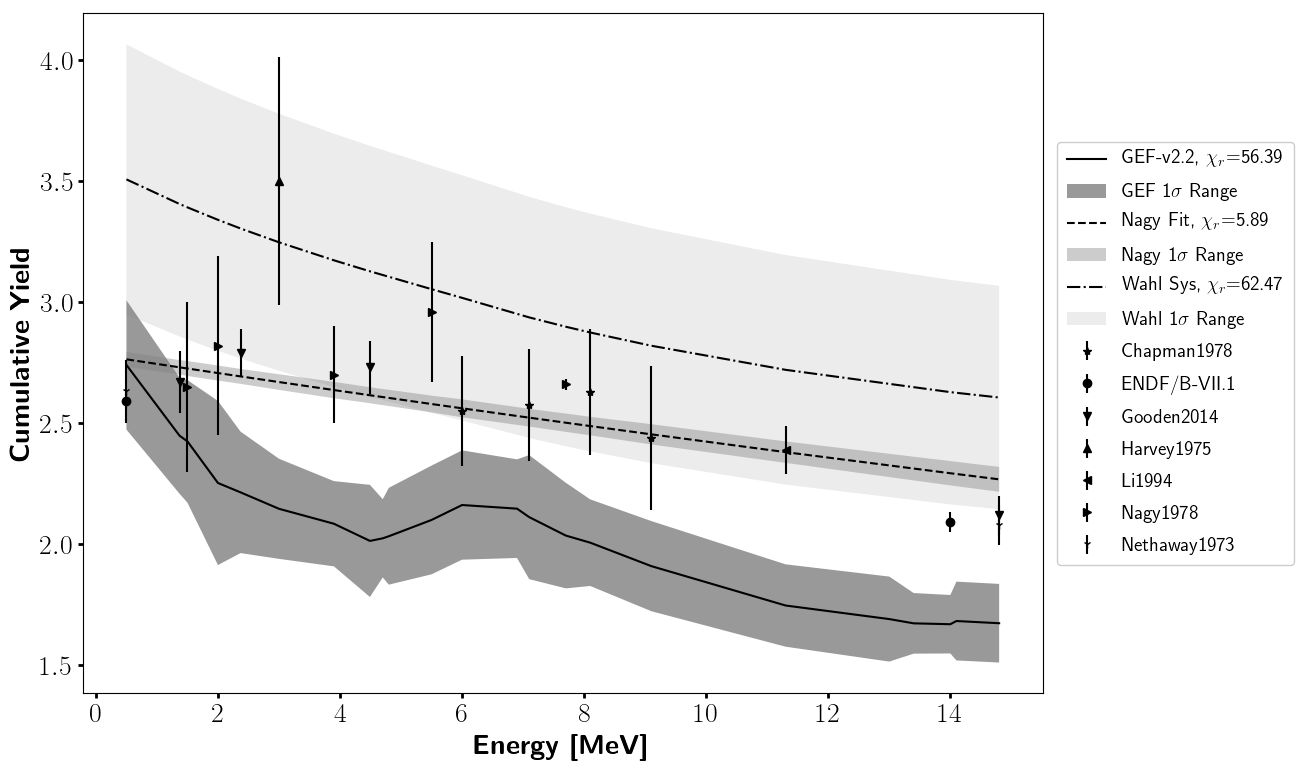 4.0
3.5
3.0
2.5
2.0
1.5
Cumulative Yield
0 2 4 6 8 10 12 14
Energy [MeV]
GEF-v2.2, χr=56.39
GEF 1σ Range
Nagy Fit, χr=5.89
Nagy 1σ Range
Wahl Sys, χr=62.47
Wahl 1σ Range
Chapman1978
ENDF/B-VII.1
Gooden2014
Harvey1975
Li1994
Nagy1978
Nethaway1973